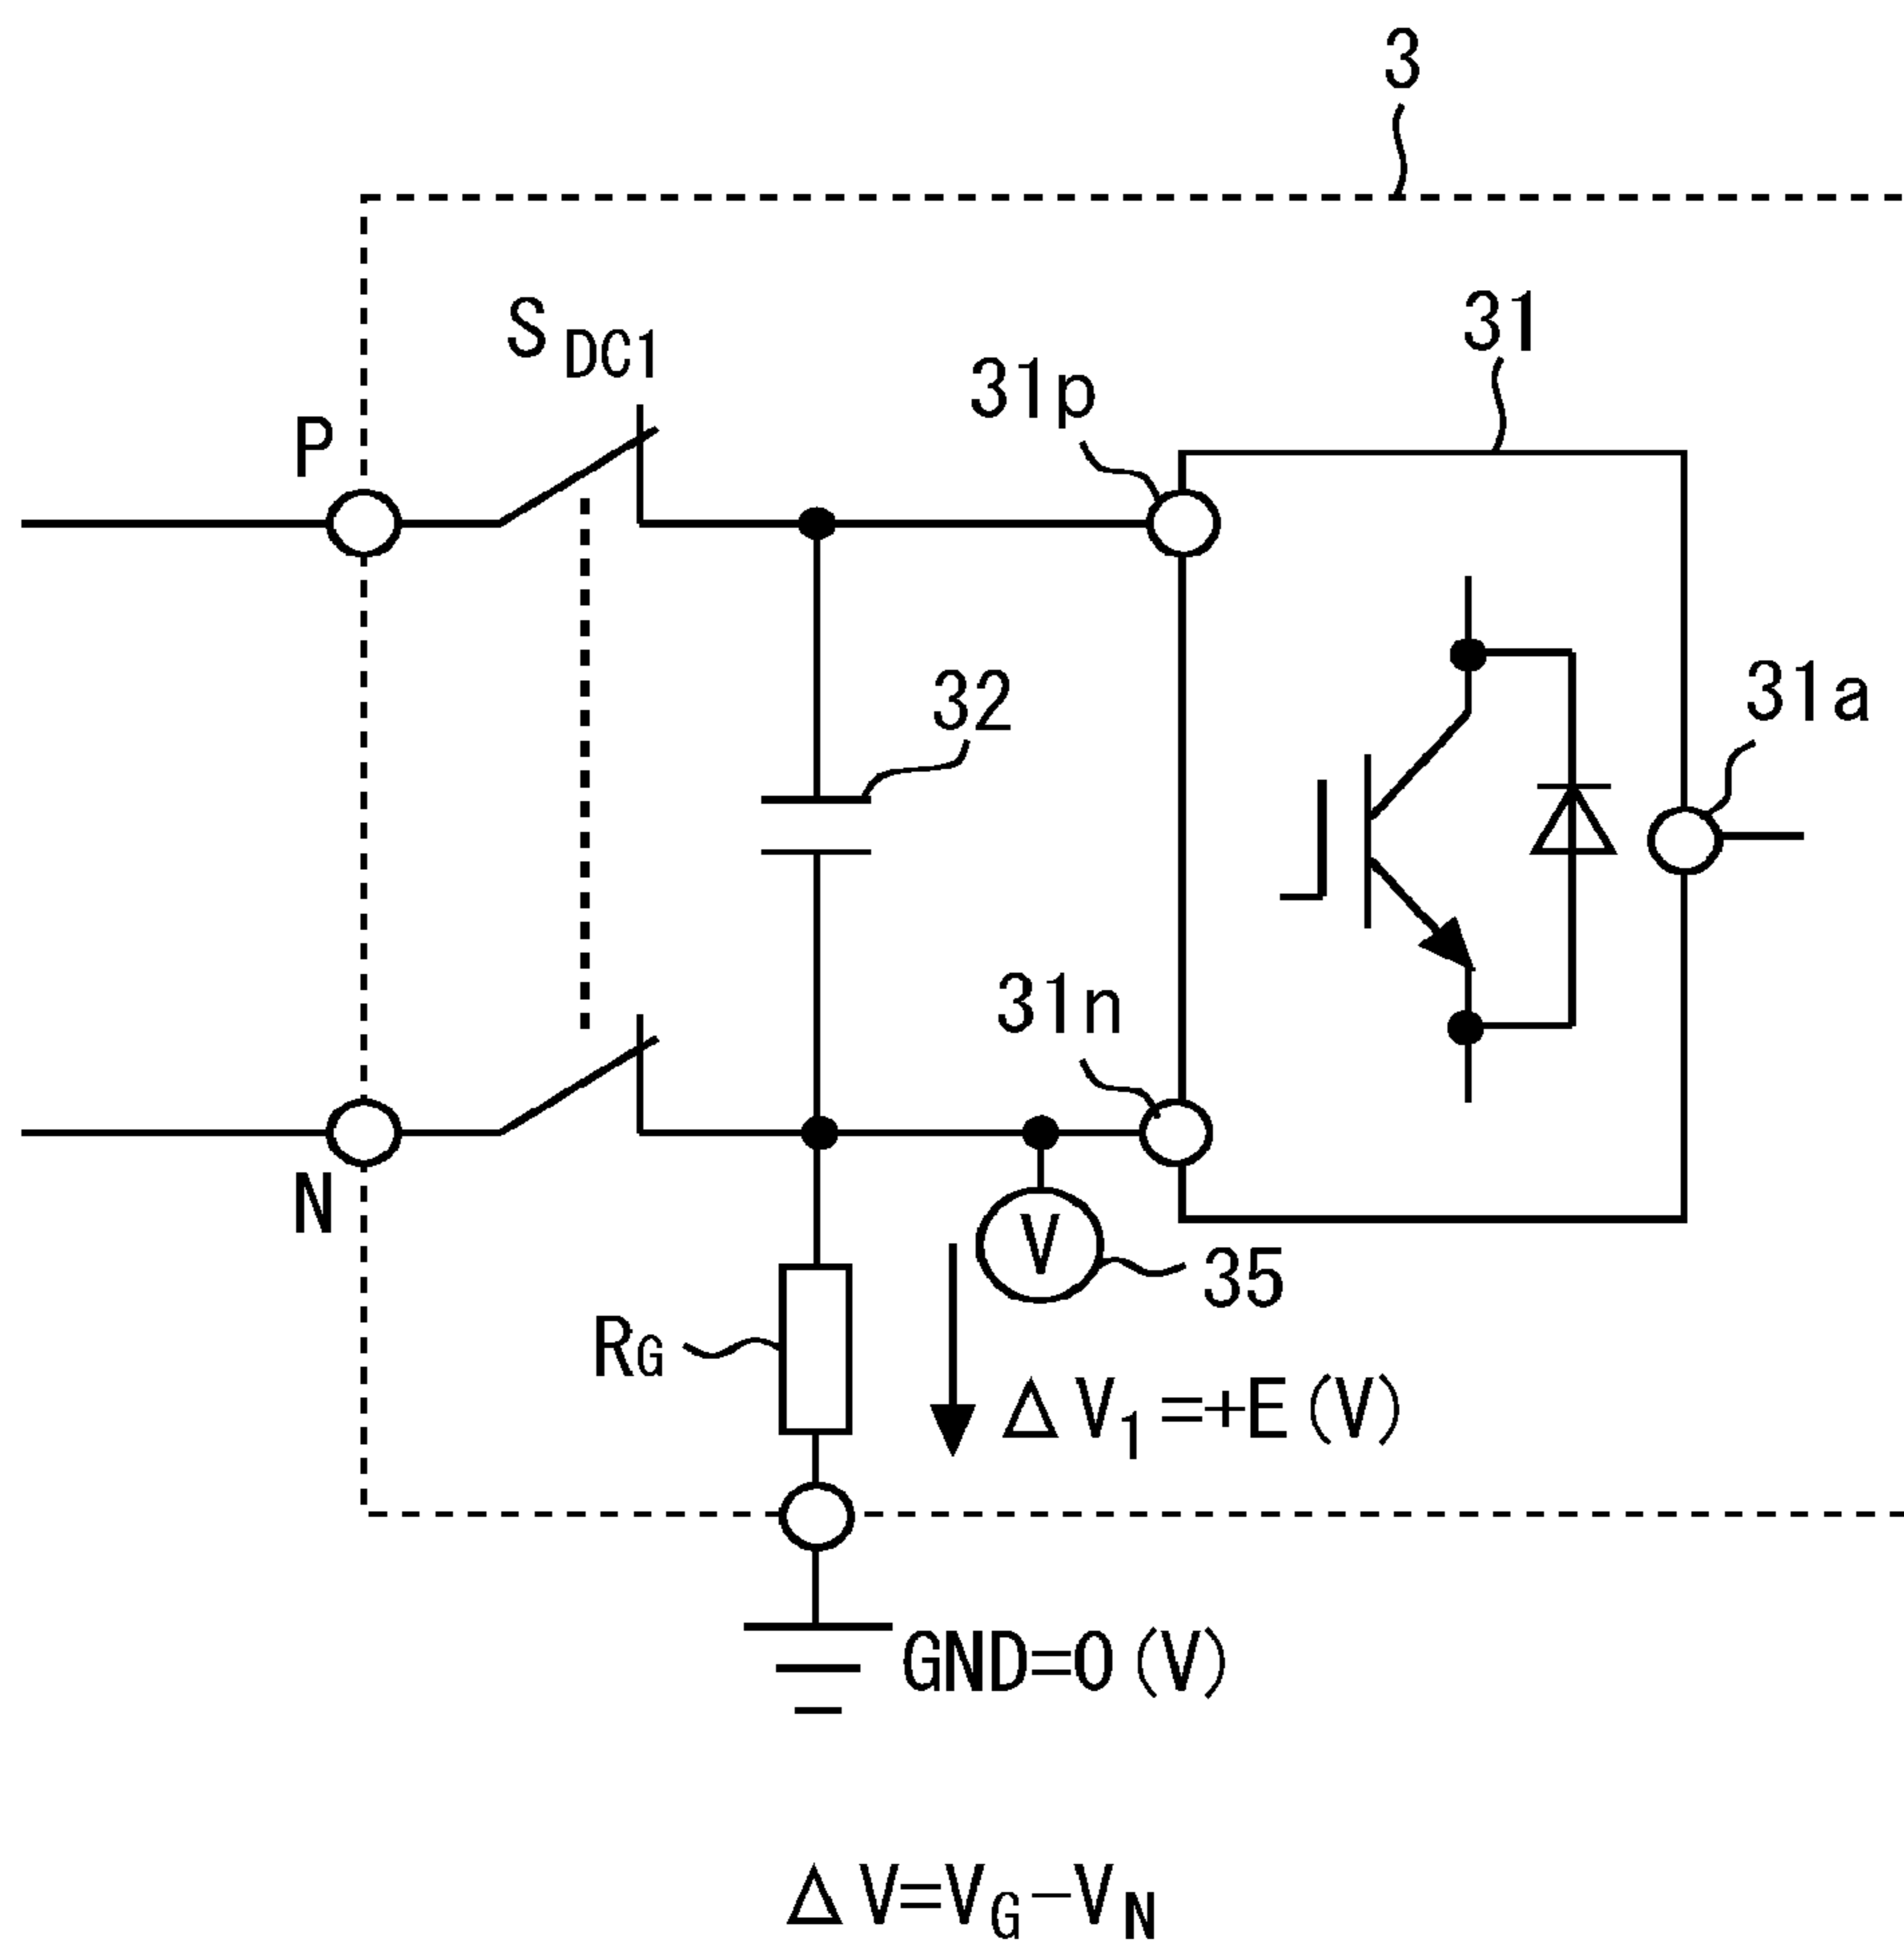 3
S DC1
31
31p
P
32
31a
31n
N
V
35
RG
ΔV1=+E(V)
GND=0(V)
ΔV=VG−VN